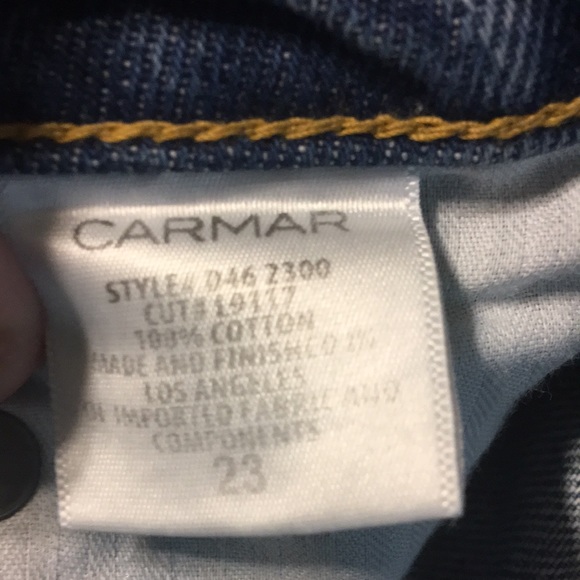 CARMAR
STYLE# D46 2300
CUT# 19117
100% COTTON
MADE AND FINISHED IN
LOS ANGELES
OF IMPORTED FABRIC AND
COMPONENTS
23